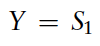 Y = S₁